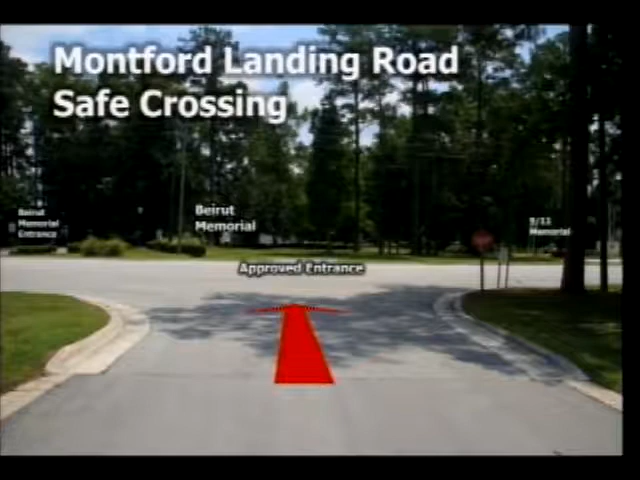 Montford Landing Road
Safe Crossing
Beirut
Memorial
Entrance
Beirut
Memorial
9/11
Memorial
Approved Entrance